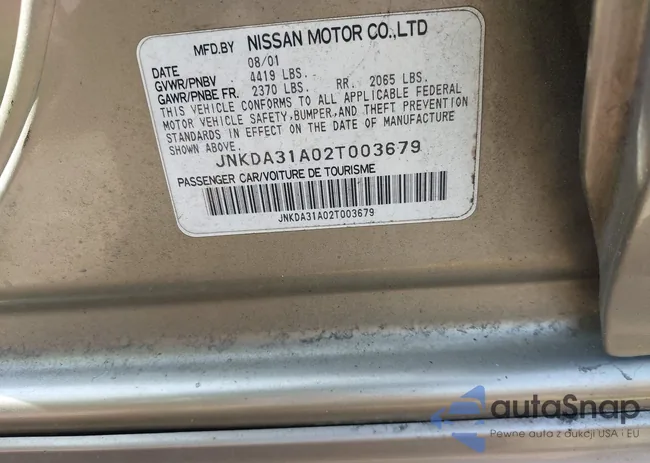 MFD.BY NISSAN MOTOR CO.,LTD
DATE 08/01
GVWR/PNBV 4419 LBS.
GAWR/PNBE FR. 2370 LBS. RR. 2065 LBS.
THIS VEHICLE CONFORMS TO ALL APPLICABLE FEDERAL
MOTOR VEHICLE SAFETY,BUMPER,AND THEFT PREVENTION
STANDARDS IN EFFECT ON THE DATE OF MANUFACTURE
SHOWN ABOVE.
JNKDA31A02T003679
PASSENGER CAR/VOITURE DE TOURISME
JNKDA31A02T003679
autaSnap
Pewne auta z aukcji USA i EU